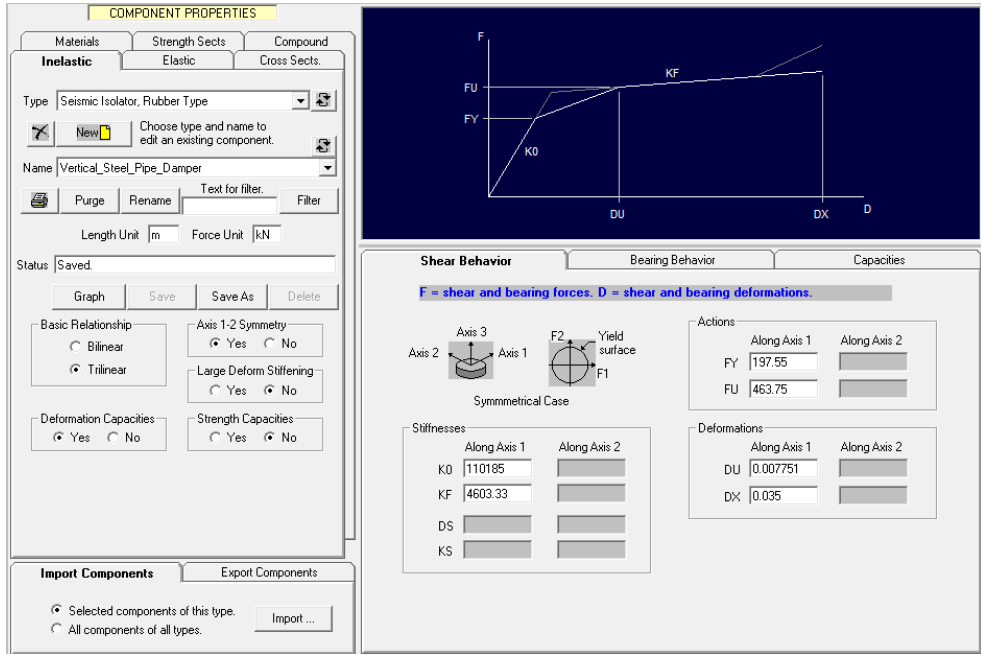 COMPONENT PROPERTIES
Materials Strength Sects Compound
Inelastic Elastic Cross Sects.
Type Seismic Isolator, Rubber Type
New Choose type and name to
edit an existing component.
Name Vertical_Steel_Pipe_Damper
Purge Rename Text for filter. Filter
Length Unit m Force Unit kN
Status Saved.
Graph Save Save As Delete
Basic Relationship
Bilinear
Trilinear
Axis 1-2 Symmetry
Yes No
Large Deform Stiffening
Yes No
Deformation Capacities
Yes No
Strength Capacities
Yes No
Import Components Export Components
Selected components of this type.
All components of all types.
Import ...
F
FU
FY
K0
KF
DU
DX
D
Shear Behavior Bearing Behavior Capacities
F = shear and bearing forces. D = shear and bearing deformations.
Axis 3
Axis 2 Axis 1
F2 Yield
surface
F1
Symmmetrical Case
Actions
Along Axis 1 Along Axis 2
FY 197.55
FU 463.75
Stiffnesses
Along Axis 1 Along Axis 2
K0 110185
KF 4603.33
DS
KS
Deformations
Along Axis 1 Along Axis 2
DU 0.007751
DX 0.035